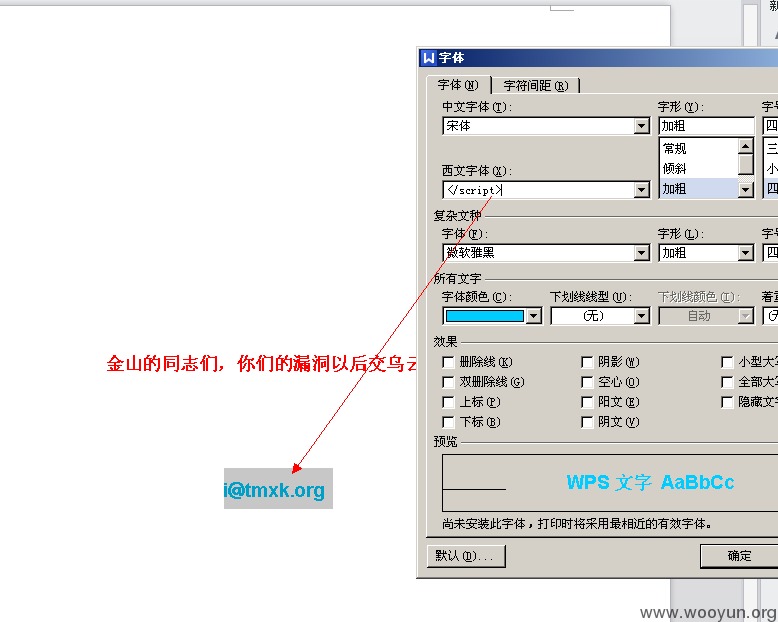 新
字体
字体(N)
字符间距(R)
中文字体(T):
字形(Y):
字号
宋体
加粗
四
常规
三
倾斜
小
加粗
四
西文字体(X):
</script>
复杂文种
字体(F):
字形(L):
字号
微软雅黑
加粗
四
所有文字
字体颜色(C):
下划线线型(U):
下划线颜色(I):
着重
(无)
自动
(无
效果
删除线(K)
阴影(W)
小型大写
双删除线(G)
空心(O)
全部大写
上标(P)
阳文(E)
隐藏文字
下标(B)
阴文(V)
预览
WPS 文字 AaBbCc
尚未安装此字体，打印时将采用最相近的有效字体。
默认(D)...
确定
金山的同志们，你们的漏洞以后交乌云
i@tmxk.org
www.wooyun.org